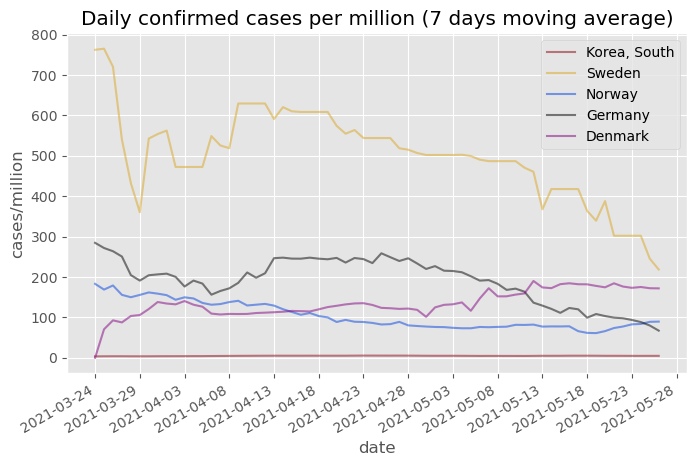 Daily confirmed cases per million (7 days moving average)
800
700
600
500
400
300
200
100
0
cases/million
Korea, South
Sweden
Norway
Germany
Denmark
2021-03-24
2021-03-29
2021-04-03
2021-04-08
2021-04-13
2021-04-18
2021-04-23
2021-04-28
2021-05-03
2021-05-08
2021-05-13
2021-05-18
2021-05-23
2021-05-28
date